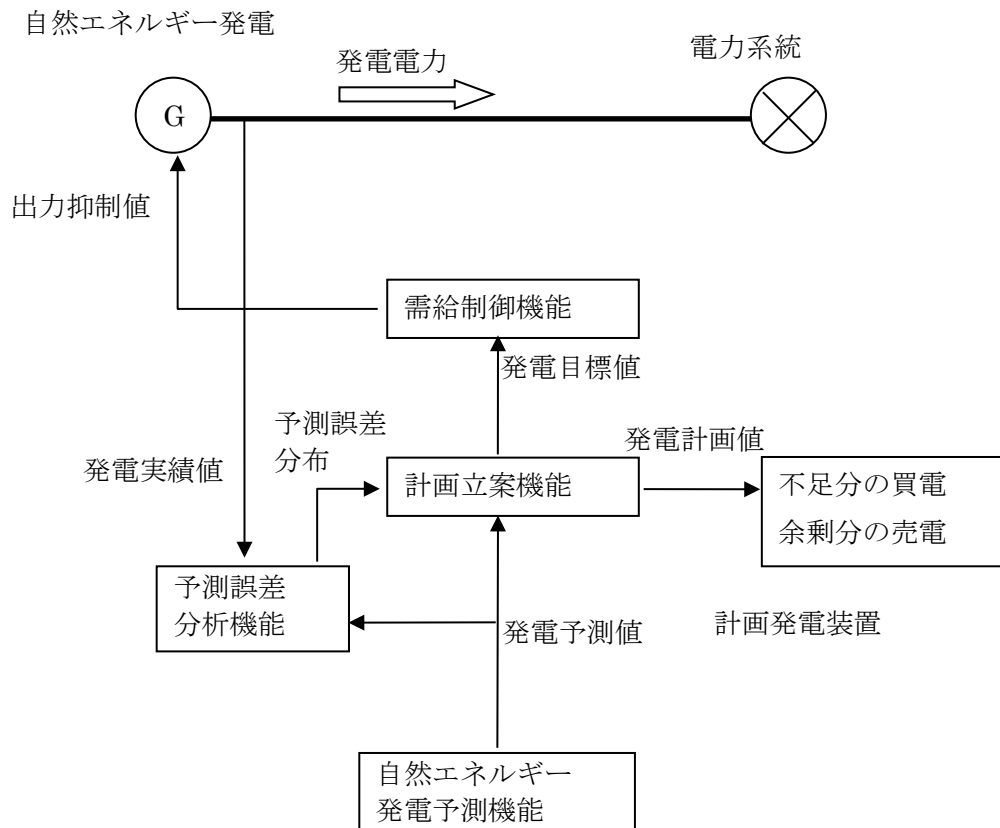 自然エネルギー発電
発電電力
電力系統
G
出力抑制値
需給制御機能
発電目標値
予測誤差
分布
発電計画値
発電実績値
計画立案機能
不足分の買電
余剰分の売電
予測誤差
分析機能
発電予測値
計画発電装置
自然エネルギー
発電予測機能